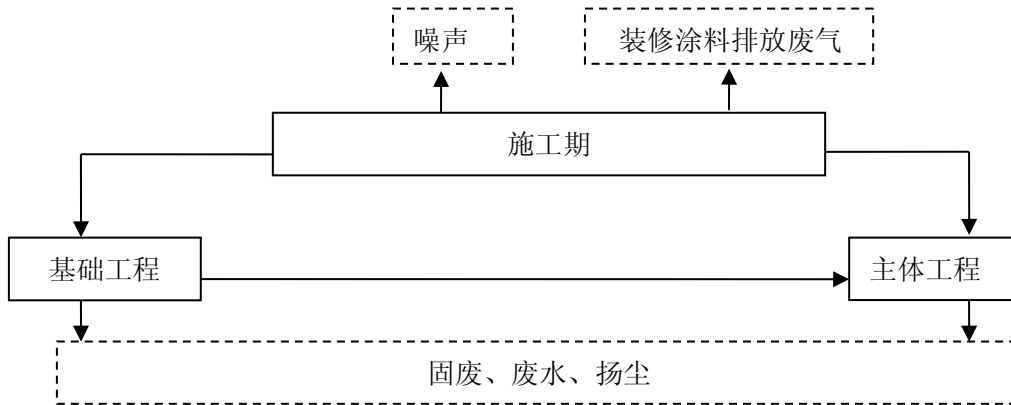 噪声
装修涂料排放废气
施工期
基础工程
主体工程
固废、废水、扬尘